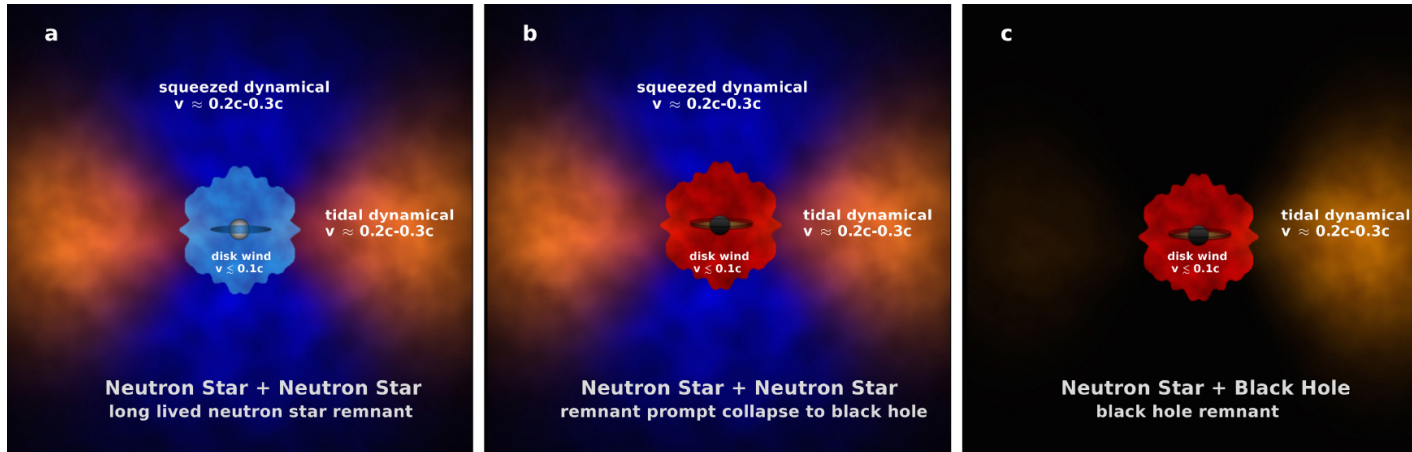 a
squeezed dynamical
v ≈ 0.2c-0.3c
tidal dynamical
v ≈ 0.2c-0.3c
disk wind
v ≲ 0.1c
Neutron Star + Neutron Star
long lived neutron star remnant
b
squeezed dynamical
v ≈ 0.2c-0.3c
tidal dynamical
v ≈ 0.2c-0.3c
disk wind
v ≲ 0.1c
Neutron Star + Neutron Star
remnant prompt collapse to black hole
c
tidal dynamical
v ≈ 0.2c-0.3c
disk wind
v ≲ 0.1c
Neutron Star + Black Hole
black hole remnant